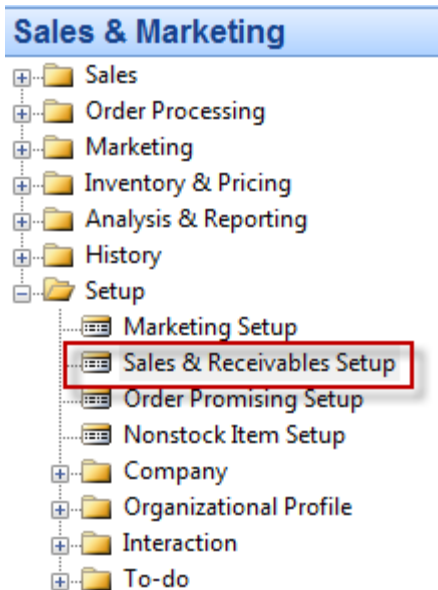 Sales & Marketing
Sales
Order Processing
Marketing
Inventory & Pricing
Analysis & Reporting
History
Setup
Marketing Setup
Sales & Receivables Setup
Order Promising Setup
Nonstock Item Setup
Company
Organizational Profile
Interaction
To-do